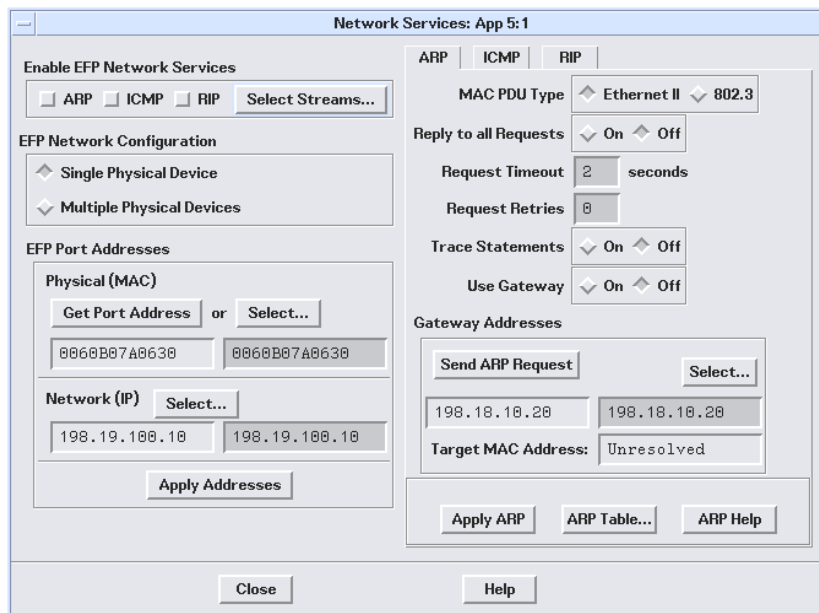 Network Services: App 5:1
Enable EFP Network Services
ARP ICMP RIP Select Streams...
EFP Network Configuration
Single Physical Device
Multiple Physical Devices
EFP Port Addresses
Physical (MAC)
Get Port Address or Select...
0060B07A0630 0060B07A0630
Network (IP) Select...
198.19.100.10 198.19.100.10
Apply Addresses
ARP ICMP RIP
MAC PDU Type Ethernet II 802.3
Reply to all Requests On Off
Request Timeout 2 seconds
Request Retries 0
Trace Statements On Off
Use Gateway On Off
Gateway Addresses
Send ARP Request Select...
198.18.10.20 198.18.10.20
Target MAC Address: Unresolved
Apply ARP ARP Table... ARP Help
Close Help